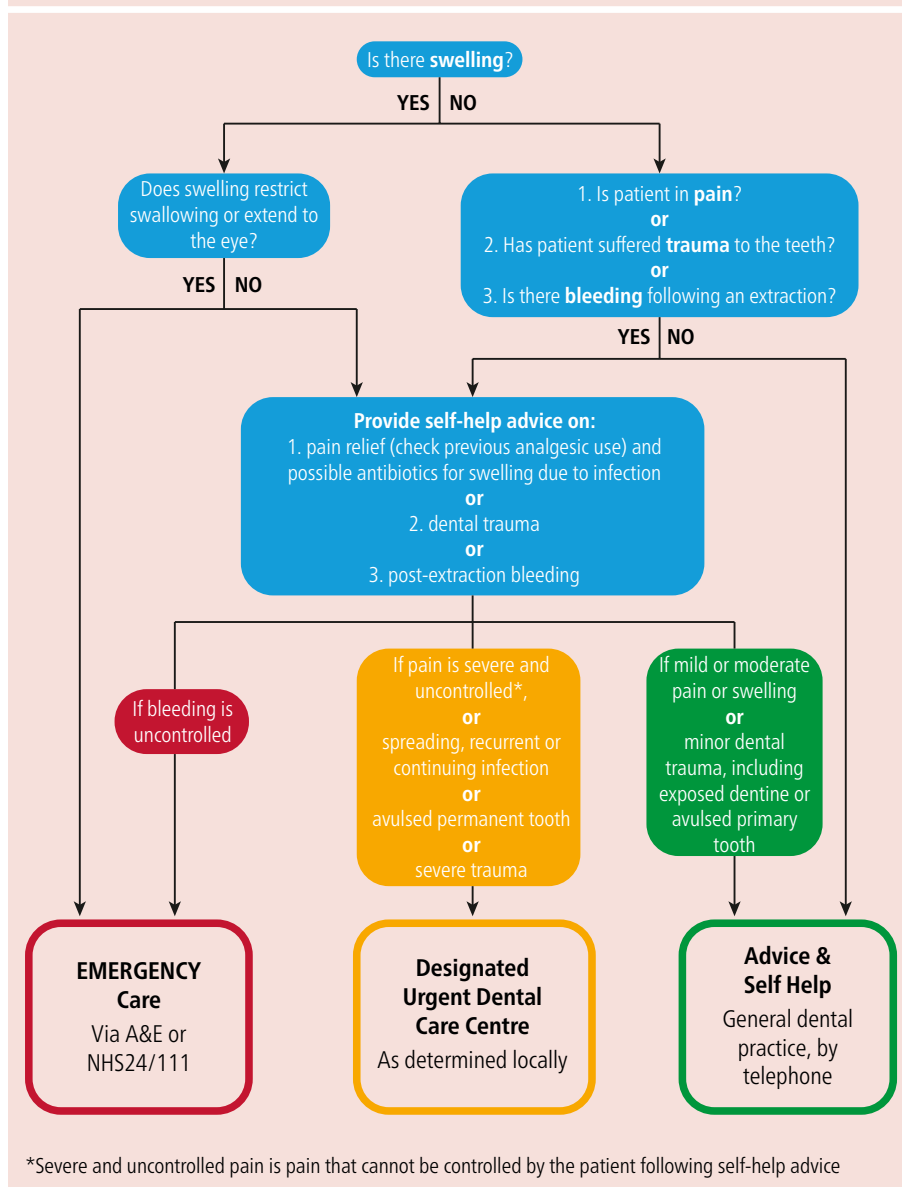 Is there swelling?
YES NO
Does swelling restrict
swallowing or extend to
the eye?
1. Is patient in pain?
or
2. Has patient suffered trauma to the teeth?
or
3. Is there bleeding following an extraction?
YES NO
YES NO
Provide self-help advice on:
1. pain relief (check previous analgesic use) and
possible antibiotics for swelling due to infection
or
2. dental trauma
or
3. post-extraction bleeding
If bleeding is
uncontrolled
If pain is severe and
uncontrolled*,
or
spreading, recurrent or
continuing infection
or
avulsed permanent tooth
or
severe trauma
If mild or moderate
pain or swelling
or
minor dental
trauma, including
exposed dentine or
avulsed primary
tooth
EMERGENCY
Care
Via A&E or
NHS24/111
Designated
Urgent Dental
Care Centre
As determined locally
Advice &
Self Help
General dental
practice, by
telephone
*Severe and uncontrolled pain is pain that cannot be controlled by the patient following self-help advice